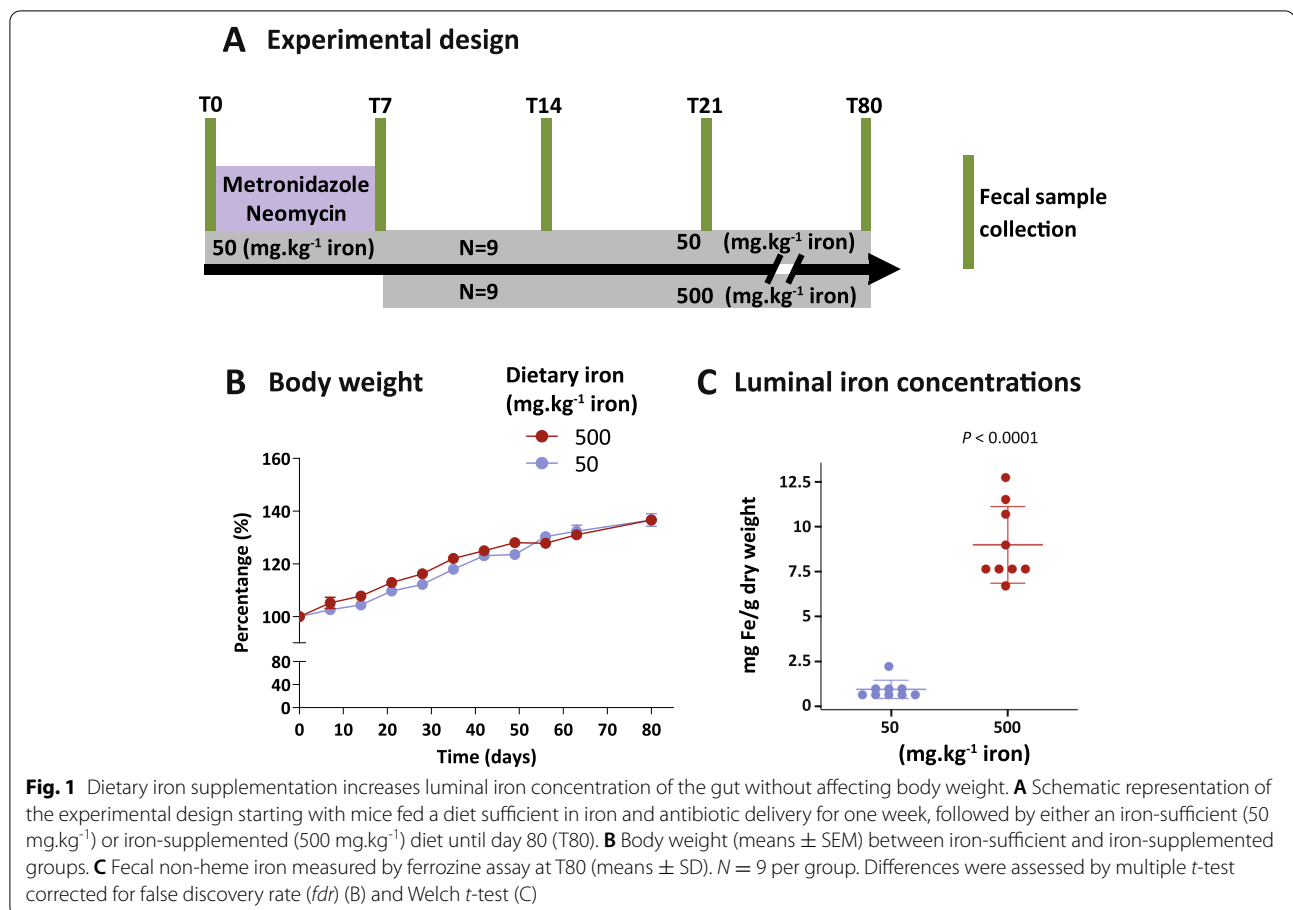 A Experimental design
T0 T7 T14 T21 T80
Metronidazole
Neomycin
Fecal sample
collection
50 (mg.kg⁻¹ iron) N=9 50 (mg.kg⁻¹ iron)
N=9 500 (mg.kg⁻¹ iron)
B Body weight
Dietary iron
(mg.kg⁻¹ iron)
500
50
Percentange (%)
160
140
120
100
80
40
0
0 10 20 30 40 50 60 70 80
Time (days)
C Luminal iron concentrations
P < 0.0001
mg Fe/g dry weight
12.5
10
7.5
5
2.5
0
50 500
(mg.kg⁻¹ iron)
Fig. 1 Dietary iron supplementation increases luminal iron concentration of the gut without affecting body weight. A Schematic representation of
the experimental design starting with mice fed a diet sufficient in iron and antibiotic delivery for one week, followed by either an iron-sufficient (50
mg.kg⁻¹) or iron-supplemented (500 mg.kg⁻¹) diet until day 80 (T80). B Body weight (means ± SEM) between iron-sufficient and iron-supplemented
groups. C Fecal non-heme iron measured by ferrozine assay at T80 (means ± SD). N = 9 per group. Differences were assessed by multiple t-test
corrected for false discovery rate (fdr) (B) and Welch t-test (C)